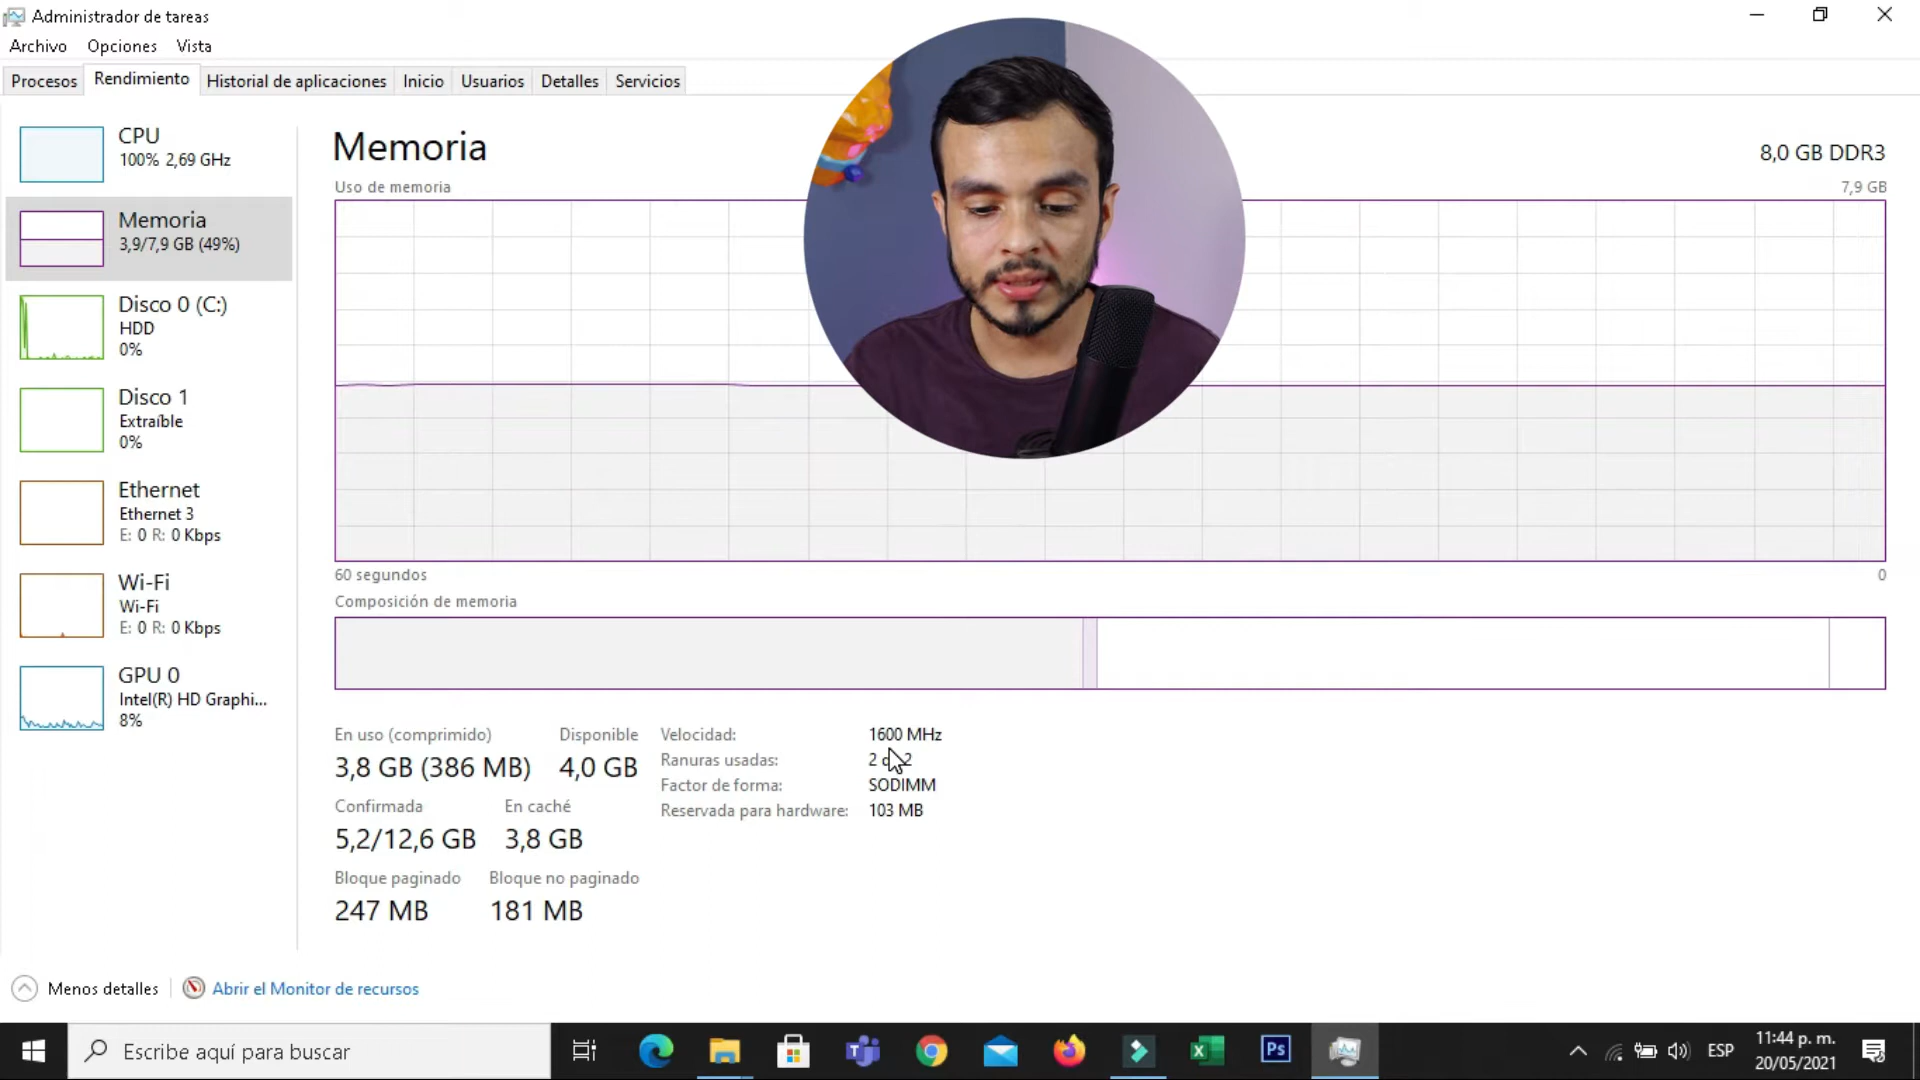 Administrador de tareas
Archivo Opciones Vista
Procesos Rendimiento Historial de aplicaciones Inicio Usuarios Detalles Servicios
CPU
100% 2,69 GHz
Memoria
3,9/7,9 GB (49%)
Disco 0 (C:)
HDD
0%
Disco 1
Extraíble
0%
Ethernet
Ethernet 3
E: 0 R: 0 Kbps
Wi-Fi
Wi-Fi
E: 0 R: 0 Kbps
GPU 0
Intel(R) HD Graphi...
8%
Memoria
8,0 GB DDR3
Uso de memoria
7,9 GB
60 segundos
0
Composición de memoria
En uso (comprimido)
3,8 GB (386 MB)
Disponible
4,0 GB
Confirmada
5,2/12,6 GB
En caché
3,8 GB
Bloque paginado
247 MB
Bloque no paginado
181 MB
Velocidad: 1600 MHz
Ranuras usadas: 2 2
Factor de forma: SODIMM
Reservada para hardware: 103 MB
Menos detalles
Abrir el Monitor de recursos
Escribe aquí para buscar
Ps
ESP
11:44 p. m.
20/05/2021